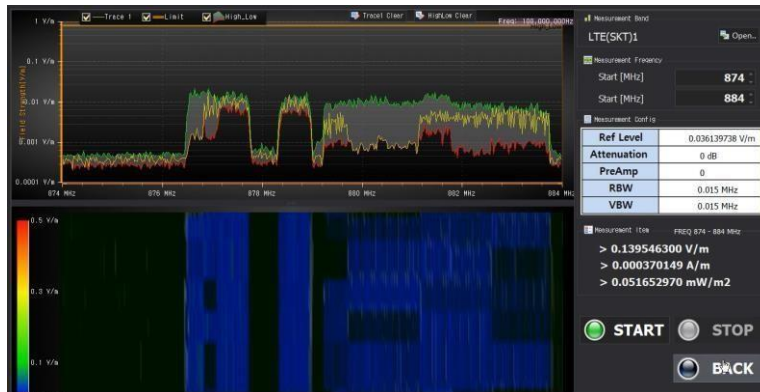 1 V/m
Trace 1
Limit
High_Low
Trace1 Clear
HighLow Clear
Freq: 188,000,000Hz
0.1 V/m
0.01 V/m
0.001 V/m
0.0001 V/m
Field Strength[V/m]
874 MHz
876 MHz
878 MHz
880 MHz
882 MHz
884 MHz
0.5 V/m
0.3 V/m
0.1 V/m
Measurement Band
LTE(SKT)1
Open..
Measurement Freqency
Start [MHz] 874
Start [MHz] 884
Measurement Config
Ref Level 0.036139738 V/m
Attenuation 0 dB
PreAmp 0
RBW 0.015 MHz
VBW 0.015 MHz
Measurement Item FREQ 874 - 884 MHz
> 0.139546300 V/m
> 0.000370149 A/m
> 0.051652970 mW/m2
START
STOP
BACK